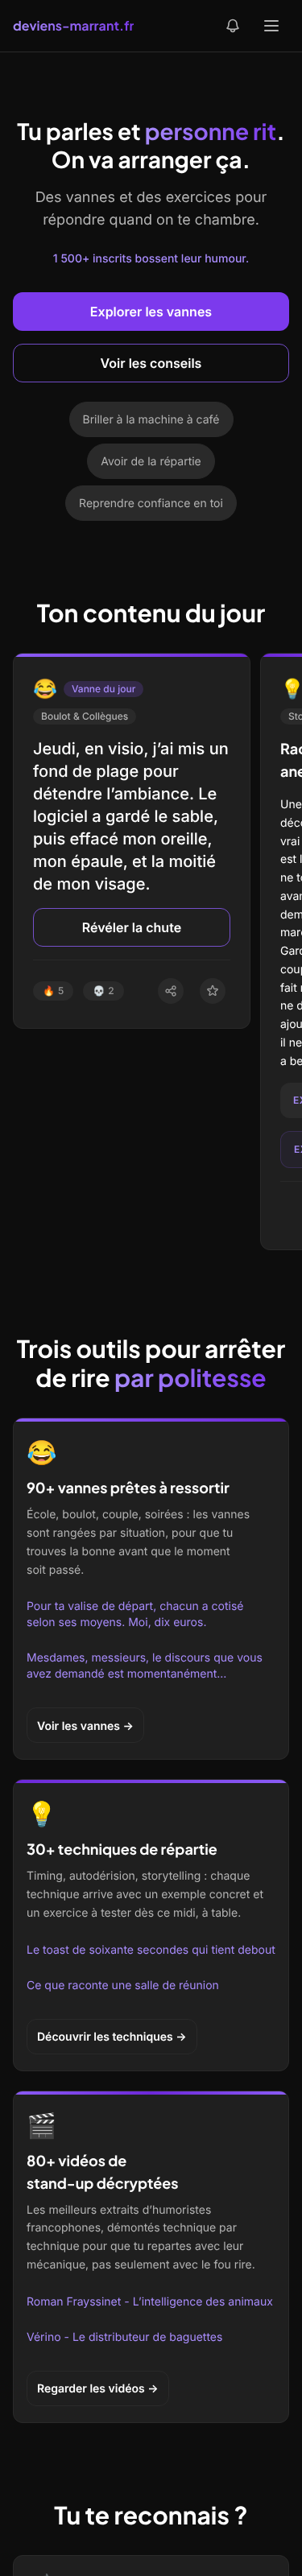 deviens-marrant.fr
Tu parles et personne rit.
On va arranger ça.
Des vannes et des exercices pour
répondre quand on te chambre.
1 500+ inscrits bossent leur humour.
Explorer les vannes
Voir les conseils
Briller à la machine à café
Avoir de la répartie
Reprendre confiance en toi
Ton contenu du jour
😂 Vanne du jour
Boulot & Collègues
Jeudi, en visio, j’ai mis un
fond de plage pour
détendre l’ambiance. Le
logiciel a gardé le sable,
puis effacé mon oreille,
mon épaule, et la moitié
de mon visage.
Révéler la chute
🔥 5 💀 2
Trois outils pour arrêter
de rire par politesse
90+ vannes prêtes à ressortir
École, boulot, couple, soirées : les vannes
sont rangées par situation, pour que tu
trouves la bonne avant que le moment
soit passé.
Pour ta valise de départ, chacun a cotisé
selon ses moyens. Moi, dix euros.
Mesdames, messieurs, le discours que vous
avez demandé est momentanément...
Voir les vannes →
30+ techniques de répartie
Timing, autodérision, storytelling : chaque
technique arrive avec un exemple concret et
un exercice à tester dès ce midi, à table.
Le toast de soixante secondes qui tient debout
Ce que raconte une salle de réunion
Découvrir les techniques →
80+ vidéos de
stand-up décryptées
Les meilleurs extraits d’humoristes
francophones, démontés technique par
technique pour que tu repartes avec leur
mécanique, pas seulement avec le fou rire.
Roman Frayssinet - L’intelligence des animaux
Vérino - Le distributeur de baguettes
Regarder les vidéos →
Tu te reconnais ?